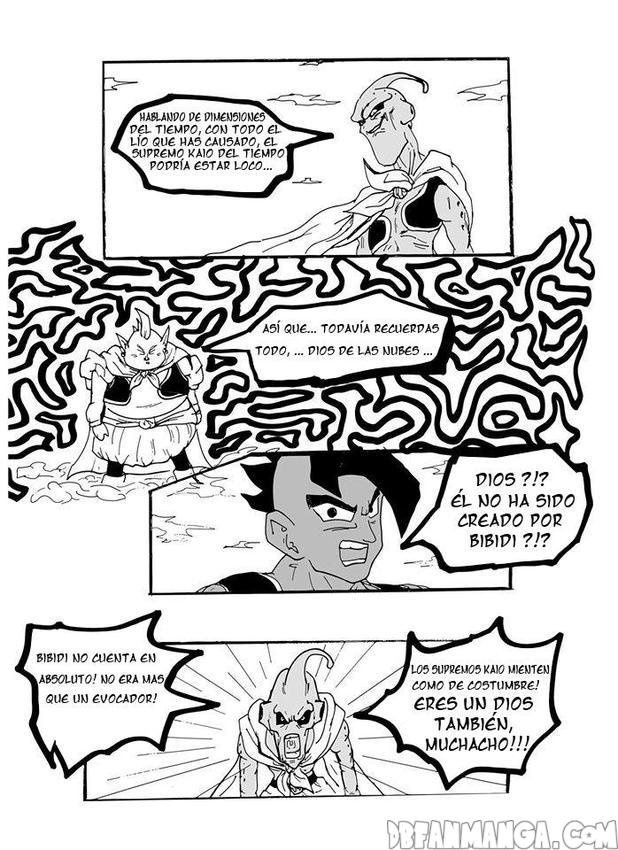 HABLANDO DE DIMENSIONES
DEL TIEMPO, CON TODO EL
LÍO QUE HAS CAUSADO, EL
SUPREMO KAIO DEL TIEMPO
PODRÍA ESTAR LOCO...
ASÍ QUE... TODAVÍA RECUERDAS
TODO, ... DIOS DE LAS NUBES ...
DIOS ?!?
ÉL NO HA SIDO
CREADO POR
BIBIDI ?!?
BIBIDI NO CUENTA EN
ABSOLUTO! NO ERA MAS
QUE UN EVOCADOR!
LOS SUPREMOS KAIO MIENTEN
COMO DE COSTUMBRE!
ERES UN DIOS
TAMBIÉN,
MUCHACHO!!!
DBFANMANGA.COM